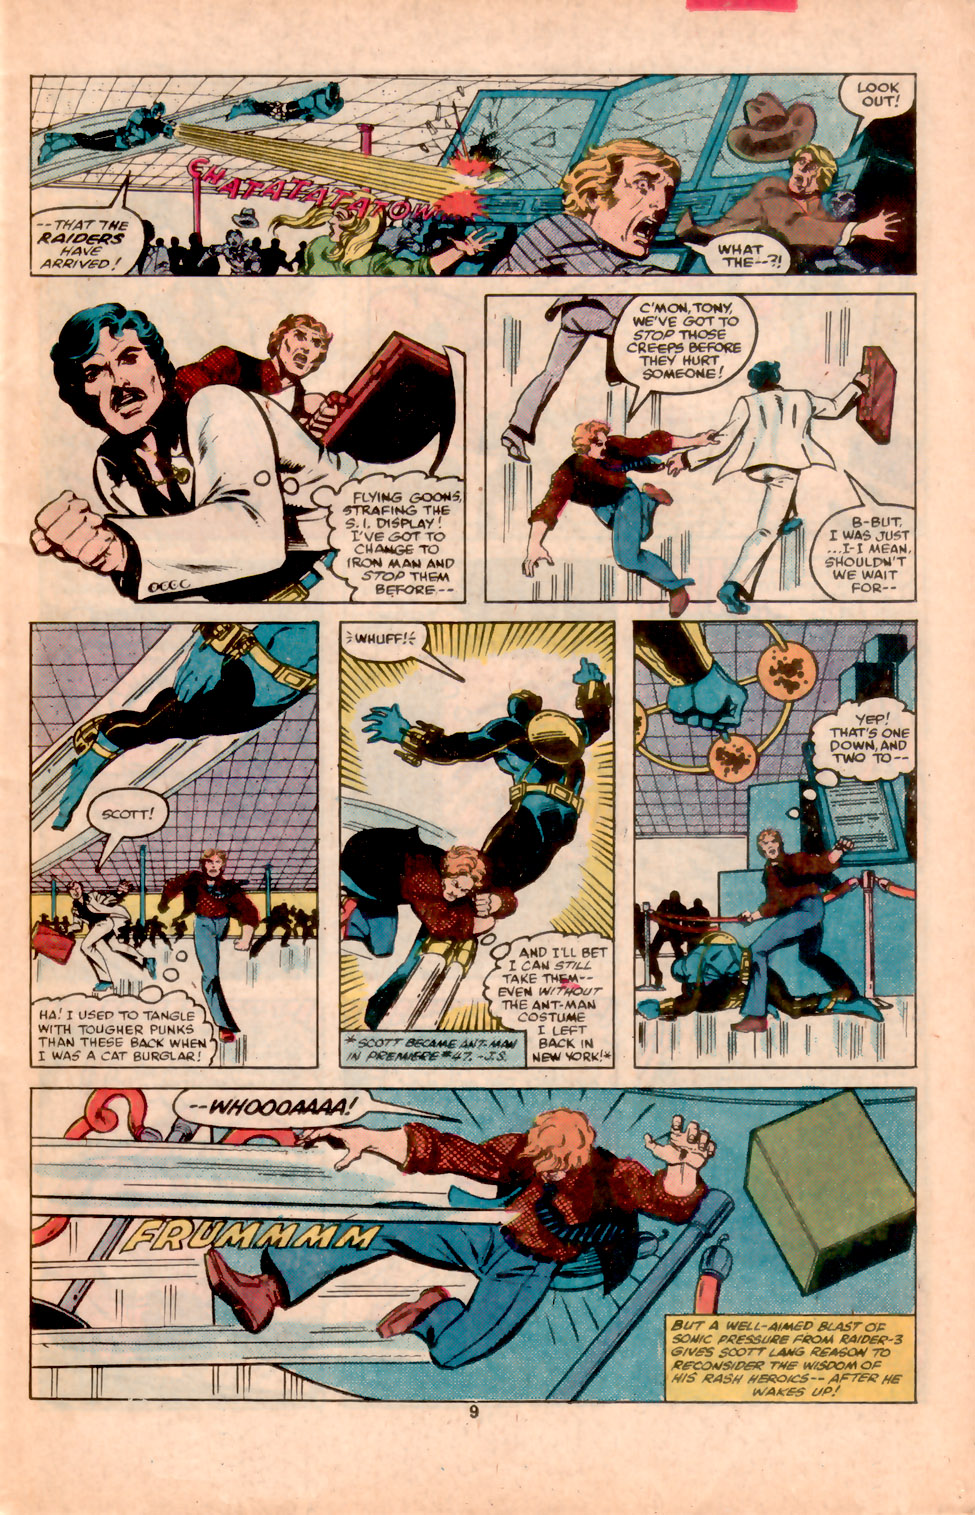 LOOK
OUT!
--THAT THE
RAIDERS
HAVE
ARRIVED!
CHATATATATATOW
WHAT
THE--?!
FLYING GOONS,
STRAFING THE
S.I. DISPLAY!
I'VE GOT TO
CHANGE TO
IRON MAN AND
STOP THEM
BEFORE--
C'MON, TONY,
WE'VE GOT TO
STOP THOSE
CREEPS BEFORE
THEY HURT
SOMEONE!
B-BUT,
I WAS JUST
...I-I MEAN,
SHOULDN'T
WE WAIT
FOR--
SCOTT!
HA! I USED TO TANGLE
WITH TOUGHER PUNKS
THAN THESE BACK WHEN
I WAS A CAT BURGLAR!
WHUFF!
AND I'LL BET
I CAN STILL
TAKE THEM--
EVEN WITHOUT
THE ANT-MAN
COSTUME
I LEFT
BACK IN
NEW YORK!*
*SCOTT BECAME ANT-MAN
IN PREMIERE #47. -J.S.
YEP!
THAT'S ONE
DOWN, AND
TWO TO--
--WHOOOAAAA!
FRUMMMM
BUT A WELL-AIMED BLAST OF
SONIC PRESSURE FROM RAIDER-3
GIVES SCOTT LANG REASON TO
RECONSIDER THE WISDOM OF
HIS RASH HEROICS-- AFTER HE
WAKES UP!
9